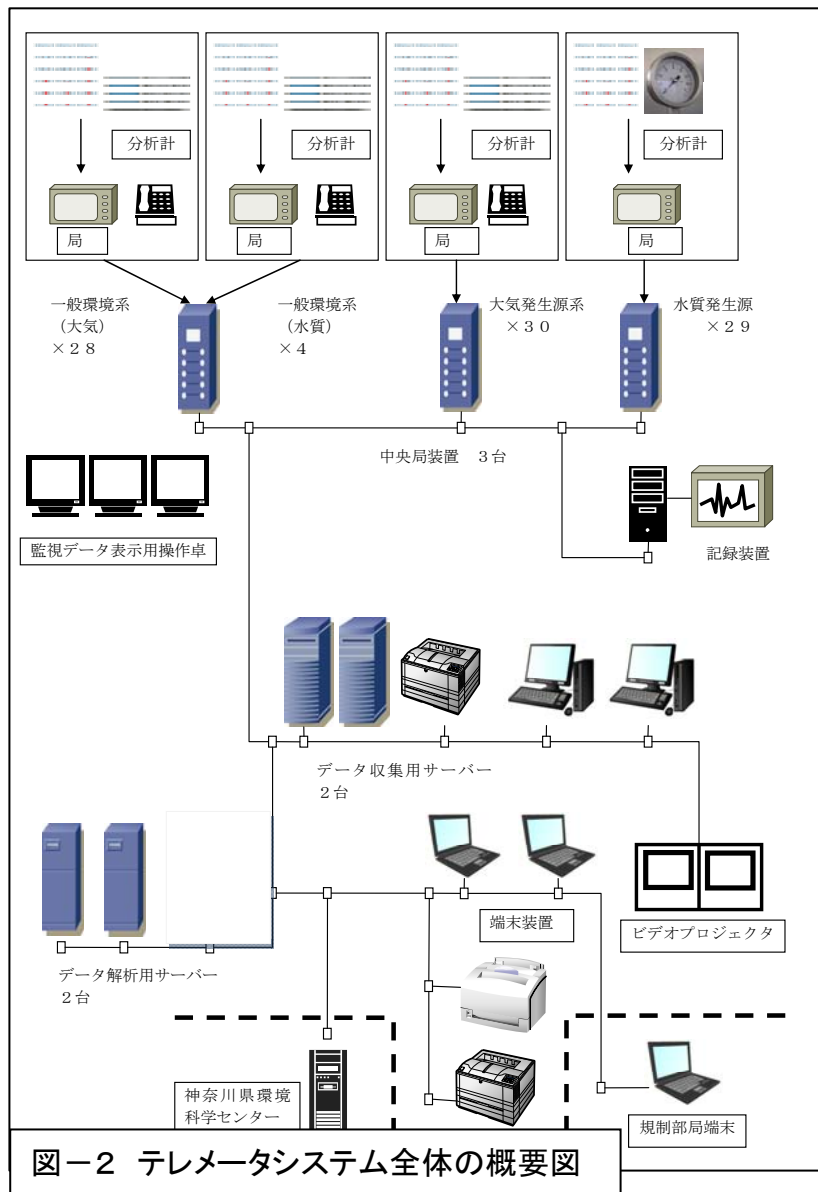 分析計
分析計
分析計
分析計
局
局
局
局
一般環境系
（大気）
×２８
一般環境系
（水質）
×４
大気発生源系
×３０
水質発生源
×２９
中央局装置　３台
監視データ表示用操作卓
記録装置
データ収集用サーバー
２台
端末装置
ビデオプロジェクタ
データ解析用サーバー
２台
神奈川県環境
科学センター
規制部局端末
図－２ テレメータシステム全体の概要図